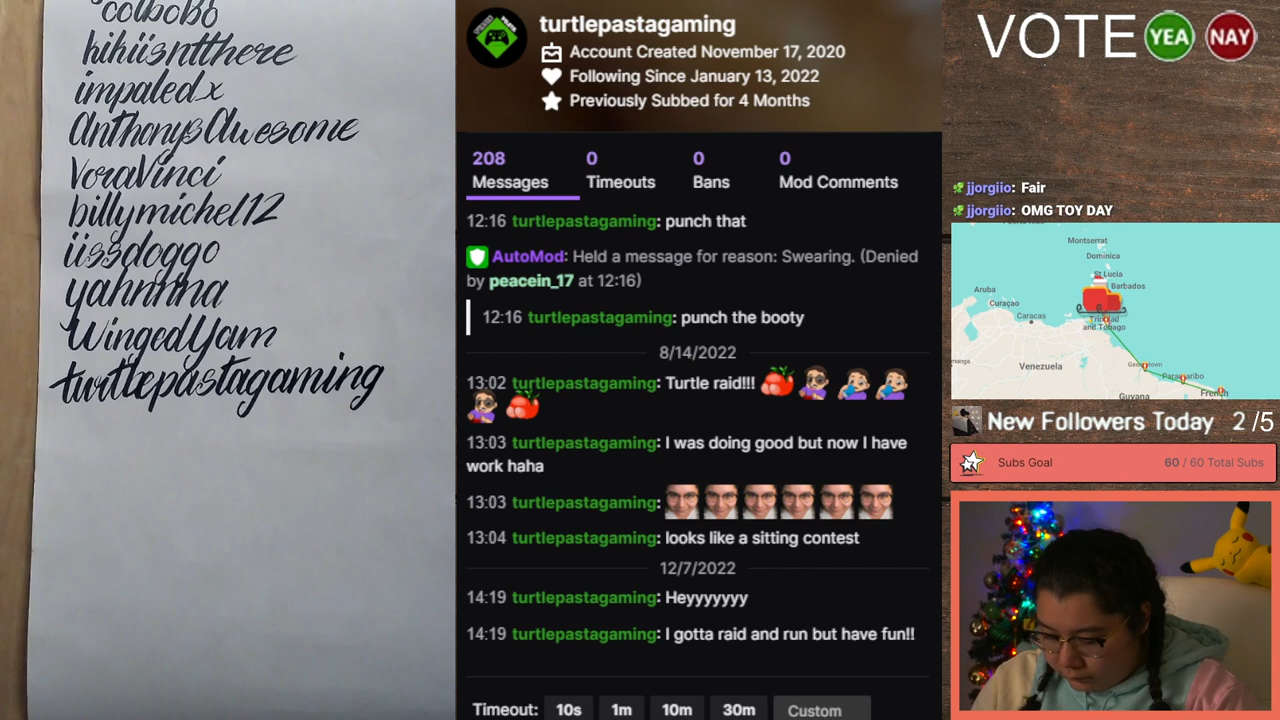 colboBo
hihiisntthere
impaled_x
AnthonysAwesome
VoraVinci
billymichel12
iissdoggo
yahnnna
WingedYam
turtlepastagaming
turtlepastagaming
Account Created November 17, 2020
Following Since January 13, 2022
Previously Subbed for 4 Months
208 0 0 0
Messages Timeouts Bans Mod Comments
12:16 turtlepastagaming: punch that
AutoMod: Held a message for reason: Swearing. (Denied
by peacein_17 at 12:16)
12:16 turtlepastagaming: punch the booty
8/14/2022
13:02 turtlepastagaming: Turtle raid!!!
13:03 turtlepastagaming: I was doing good but now I have
work haha
13:03 turtlepastagaming:
13:04 turtlepastagaming: looks like a sitting contest
12/7/2022
14:19 turtlepastagaming: Heyyyyyyy
14:19 turtlepastagaming: I gotta raid and run but have fun!!
Timeout: 10s 1m 10m 30m Custom
VOTE YEA NAY
jjorgiio: Fair
jjorgiio: OMG TOY DAY
Montserrat
Dominica
St Lucia
Barbados
Aruba
Curaçao
Caracas
Trinidad
and Tobago
Venezuela
Georgetown
Paramaribo
Guyana
French
New Followers Today 2 /5
Subs Goal 60 / 60 Total Subs